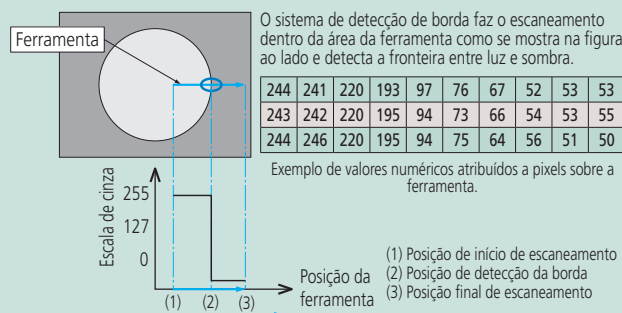 Ferramenta
O sistema de detecção de borda faz o escaneamento
dentro da área da ferramenta como se mostra na figura
ao lado e detecta a fronteira entre luz e sombra.
244 241 220 193 97 76 67 52 53 53
243 242 220 195 94 73 66 54 53 55
244 246 220 195 94 75 64 56 51 50
Exemplo de valores numéricos atribuídos a pixels sobre a
ferramenta.
Escala de cinza
255
127
0
(1) (2) (3)
Posição da
ferramenta
(1) Posição de início de escaneamento
(2) Posição de detecção da borda
(3) Posição final de escaneamento